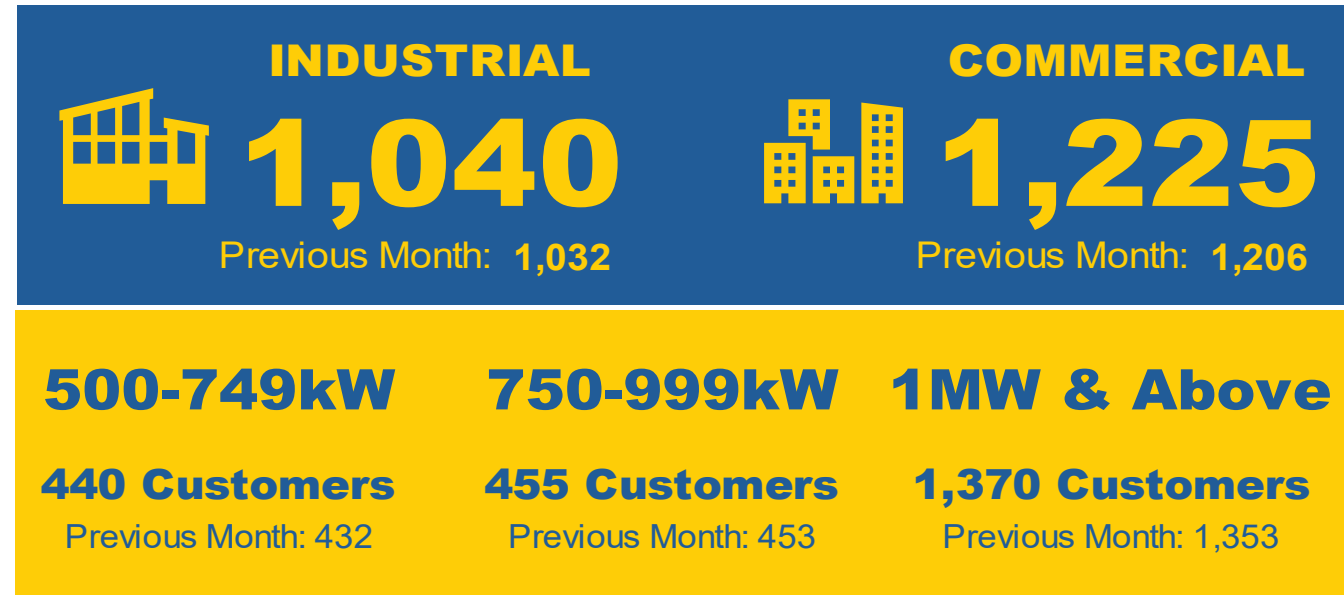 INDUSTRIAL
1,040
Previous Month: 1,032
COMMERCIAL
1,225
Previous Month: 1,206
500-749kW
440 Customers
Previous Month: 432
750-999kW
455 Customers
Previous Month: 453
1MW & Above
1,370 Customers
Previous Month: 1,353